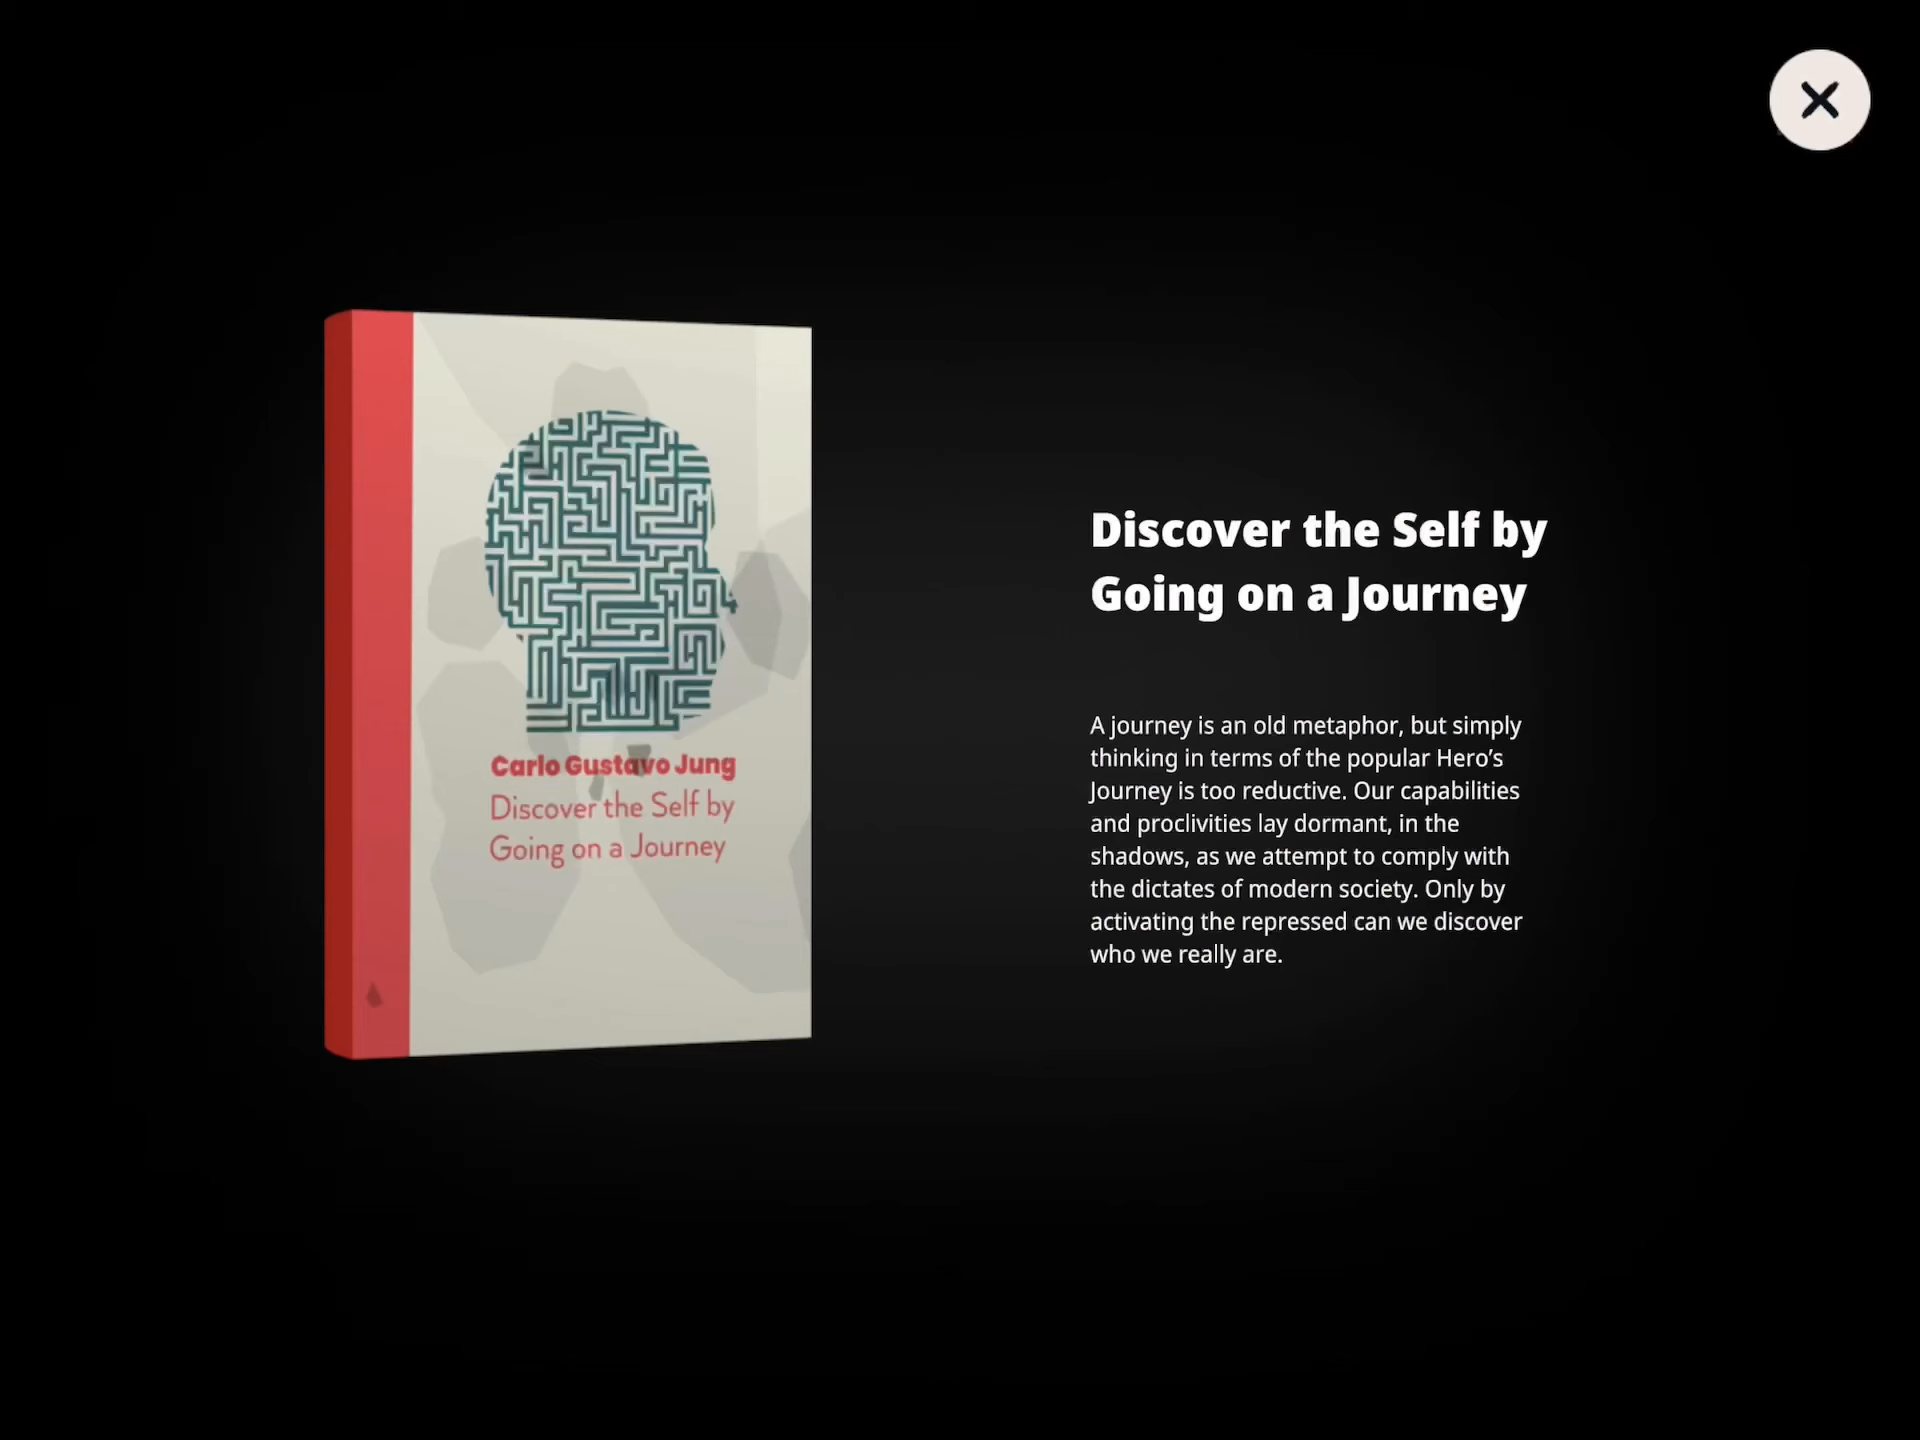 Carlo Gustavo Jung
Discover the Self by
Going on a Journey
Discover the Self by
Going on a Journey
A journey is an old metaphor, but simply
thinking in terms of the popular Hero’s
Journey is too reductive. Our capabilities
and proclivities lay dormant, in the
shadows, as we attempt to comply with
the dictates of modern society. Only by
activating the repressed can we discover
who we really are.